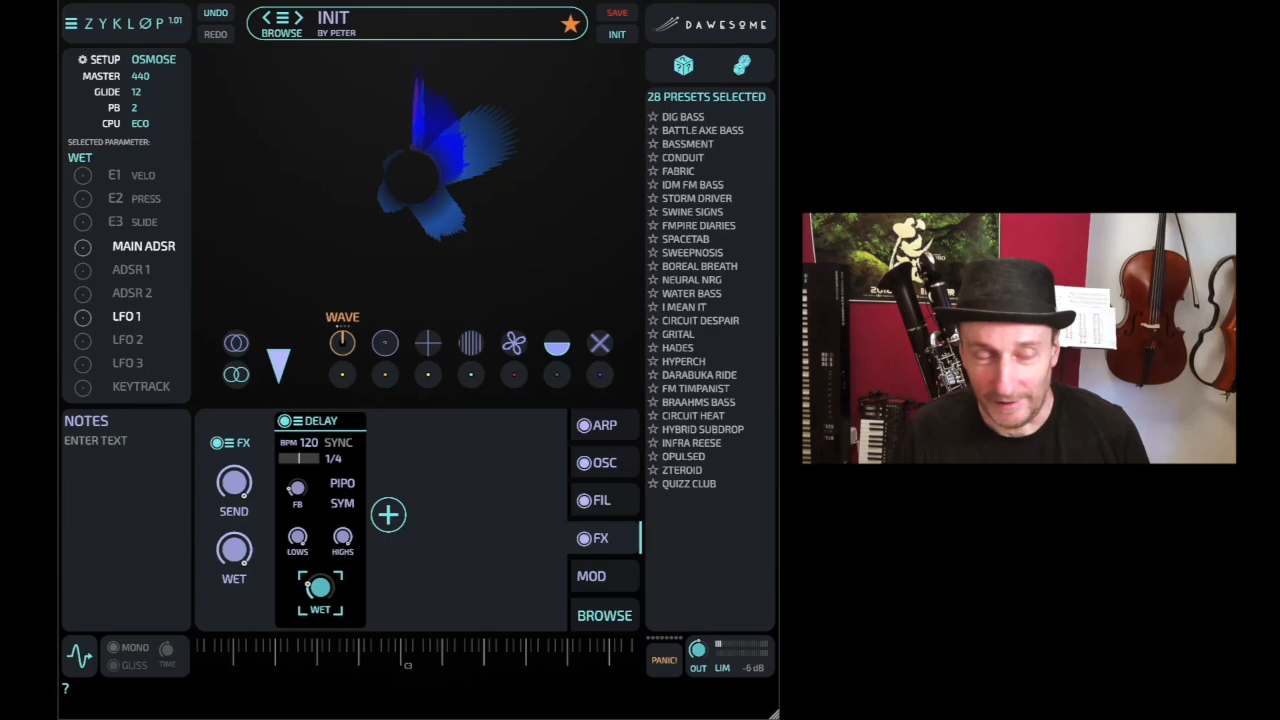 ZYKLØP 1.01
UNDO
REDO
BROWSE
INIT
BY PETER
SAVE
INIT
DAWESOME
SETUP OSMOSE
MASTER 440
GLIDE 12
PB 2
CPU ECO
SELECTED PARAMETER:
WET
E1 VELO
E2 PRESS
E3 SLIDE
MAIN ADSR
ADSR 1
ADSR 2
LFO 1
LFO 2
LFO 3
KEYTRACK
WAVE
28 PRESETS SELECTED
DIG BASS
BATTLE AXE BASS
BASSMENT
CONDUIT
FABRIC
IDM FM BASS
STORM DRIVER
SWINE SIGNS
FMPIRE DIARIES
SPACETAB
SWEEPNOSIS
BOREAL BREATH
NEURAL NRG
WATER BASS
I MEAN IT
CIRCUIT DESPAIR
GRITAL
HADES
HYPERCH
DARABUKA RIDE
FM TIMPANIST
BRAAHMS BASS
CIRCUIT HEAT
HYBRID SUBDROP
INFRA REESE
OPULSED
ZTEROID
QUIZZ CLUB
NOTES
ENTER TEXT
FX
SEND
WET
DELAY
BPM 120 SYNC
1/4
FB
PIPO
SYM
LOWS HIGHS
WET
ARP
OSC
FIL
FX
MOD
BROWSE
MONO
GLISS
TIME
C3
PANIC!
OUT LIM -6 dB
?